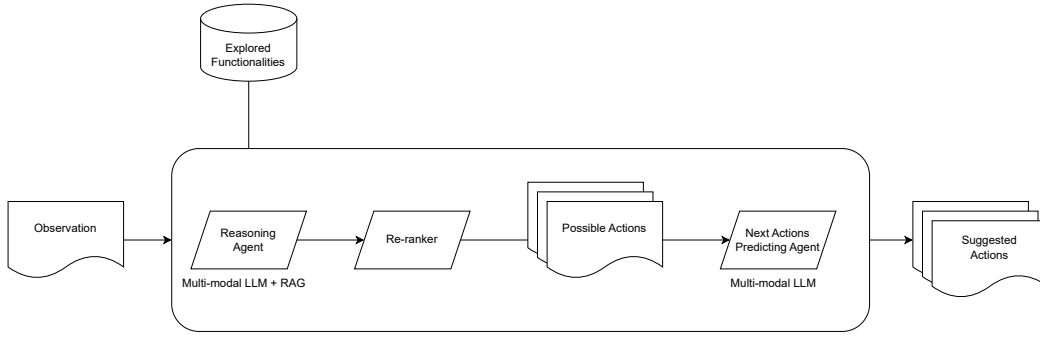 Explored
Functionalities
Observation
Reasoning
Agent
Multi-modal LLM + RAG
Re-ranker
Possible Actions
Next Actions
Predicting Agent
Multi-modal LLM
Suggested
Actions